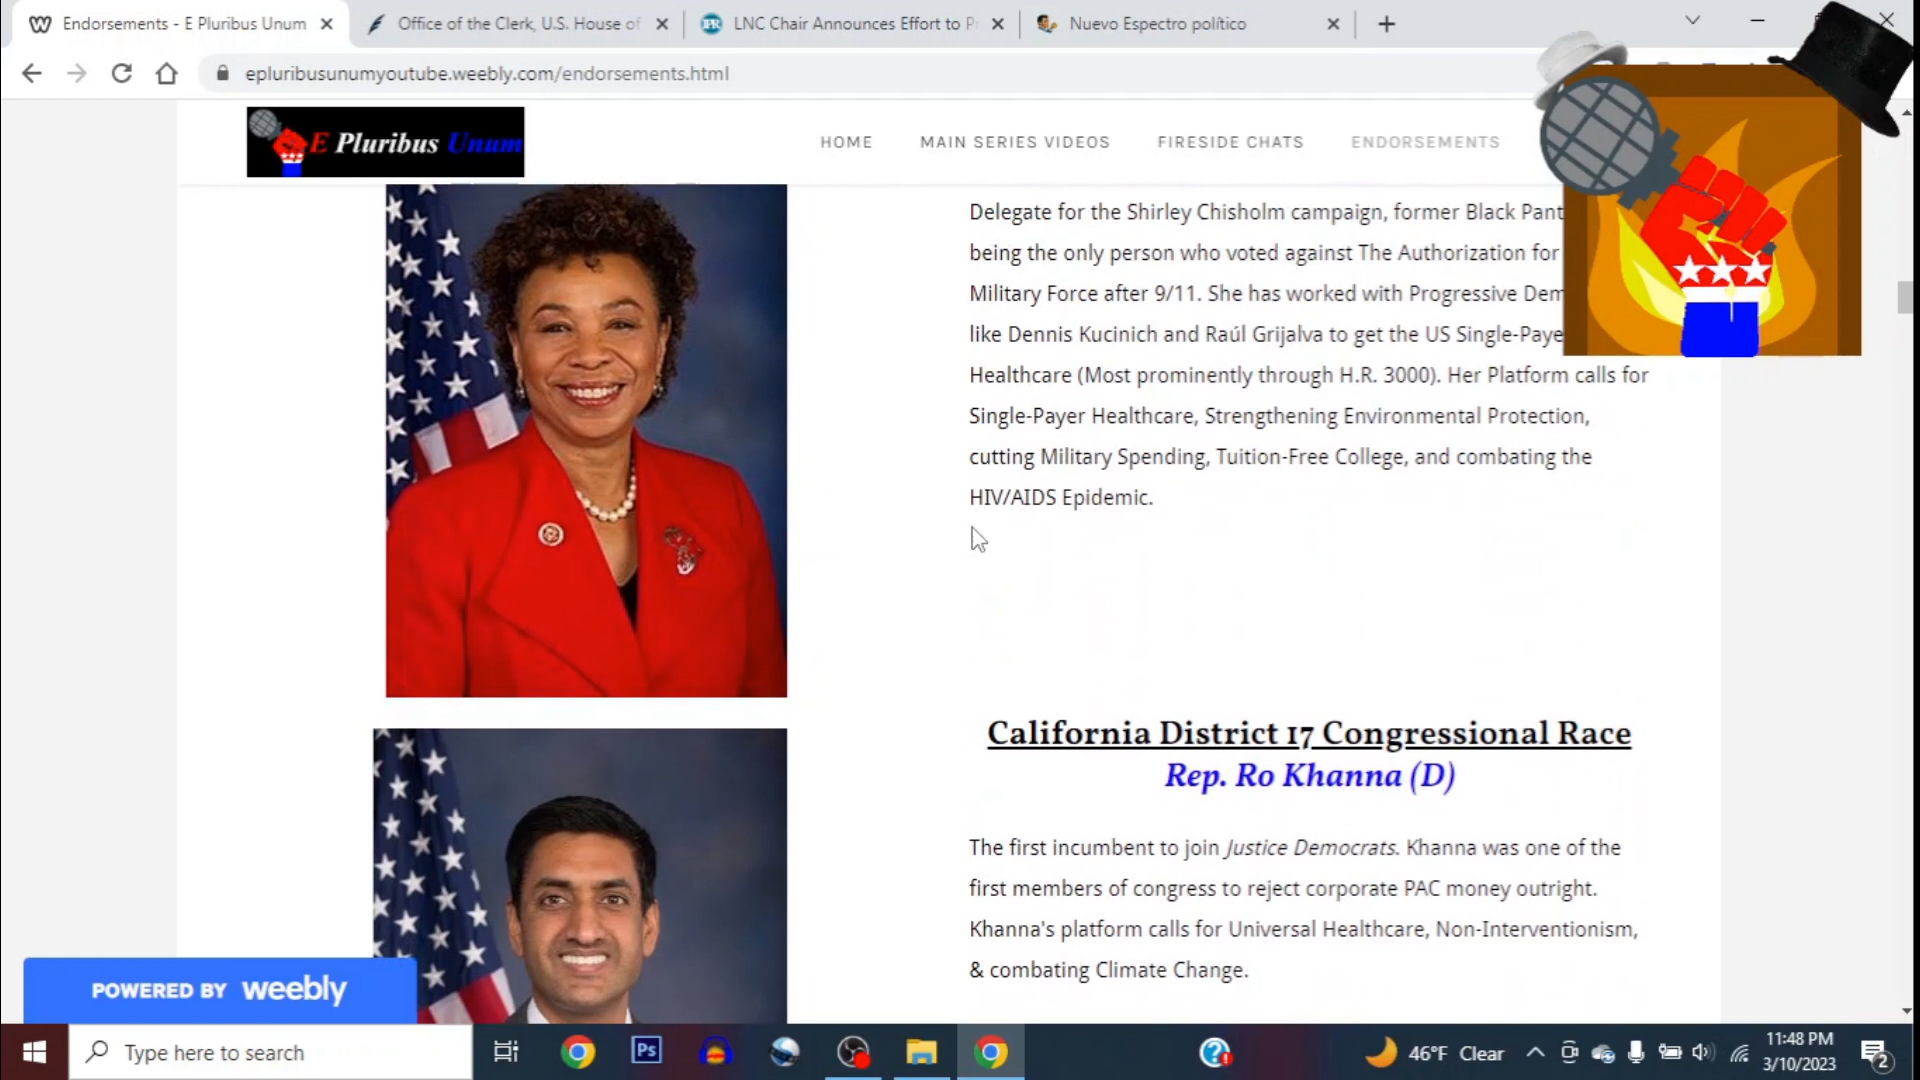 Endorsements - E Pluribus Unum
Office of the Clerk, U.S. House of
LNC Chair Announces Effort to P
Nuevo Espectro político
epluribusunumyoutube.weebly.com/endorsements.html
E Pluribus Unum
HOME
MAIN SERIES VIDEOS
FIRESIDE CHATS
ENDORSEMENTS
Delegate for the Shirley Chisholm campaign, former Black Pant
being the only person who voted against The Authorization for
Military Force after 9/11. She has worked with Progressive Dem
like Dennis Kucinich and Raúl Grijalva to get the US Single-Paye
Healthcare (Most prominently through H.R. 3000). Her Platform calls for
Single-Payer Healthcare, Strengthening Environmental Protection,
cutting Military Spending, Tuition-Free College, and combating the
HIV/AIDS Epidemic.
California District 17 Congressional Race
Rep. Ro Khanna (D)
The first incumbent to join Justice Democrats. Khanna was one of the
first members of congress to reject corporate PAC money outright.
Khanna's platform calls for Universal Healthcare, Non-Interventionism,
& combating Climate Change.
POWERED BY weebly
Type here to search
Ps
46°F Clear
11:48 PM
3/10/2023
2